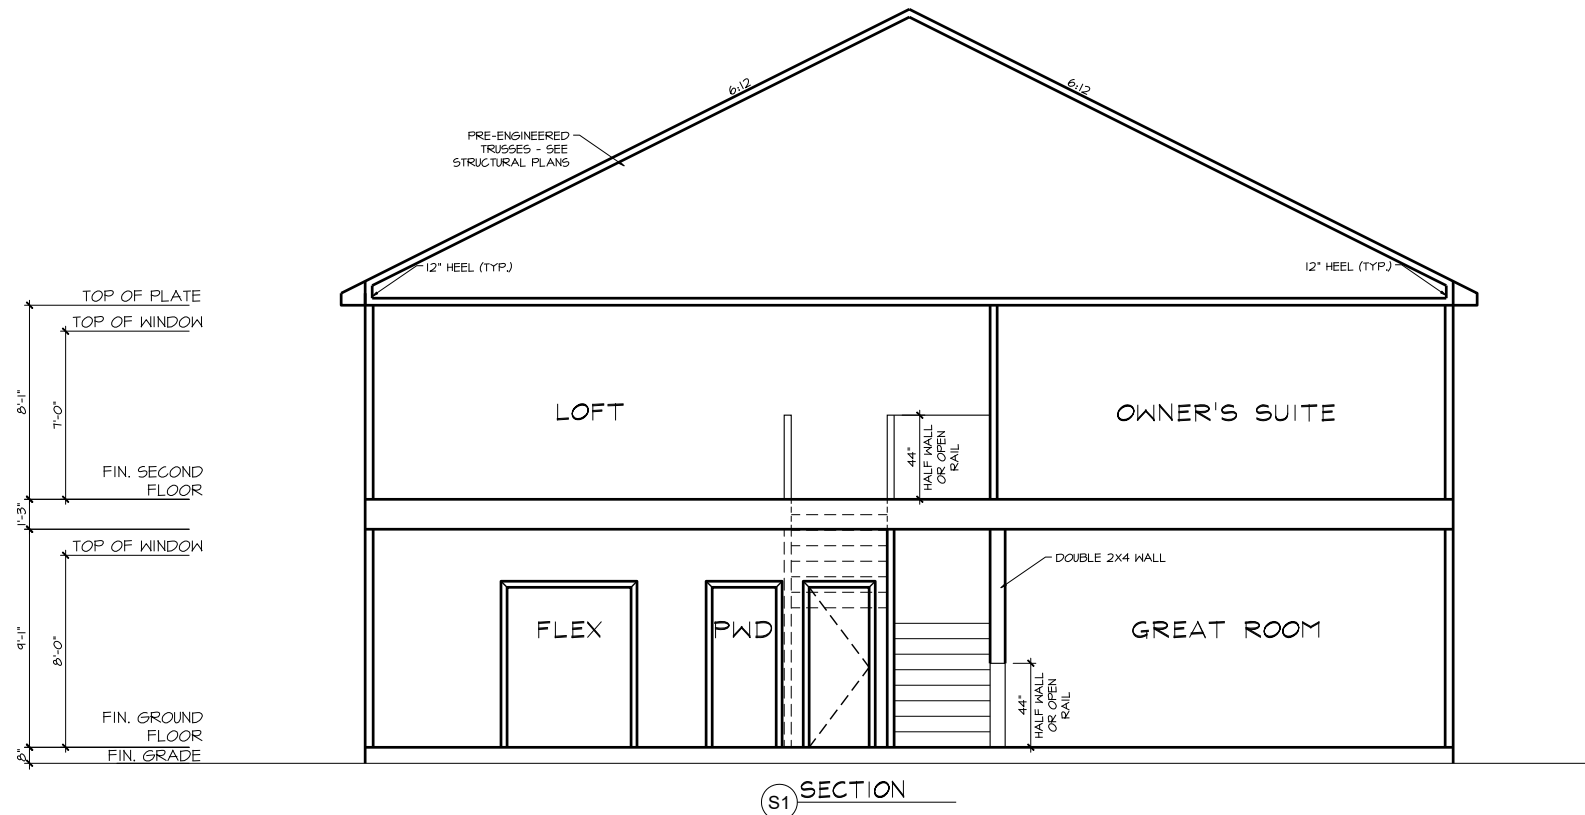 6:12
6:12
PRE-ENGINEERED
TRUSSES - SEE
STRUCTURAL PLANS
12" HEEL (TYP.)
12" HEEL (TYP.)
TOP OF PLATE
TOP OF WINDOW
8'-1"
7'-0"
LOFT
OWNER'S SUITE
44"
HALF WALL
OR OPEN
RAIL
FIN. SECOND
FLOOR
1'-3"
TOP OF WINDOW
DOUBLE 2X4 WALL
9'-1"
8'-0"
FLEX
PWD
GREAT ROOM
44"
HALF WALL
OR OPEN
RAIL
FIN. GROUND
FLOOR
8"
FIN. GRADE
S1 SECTION